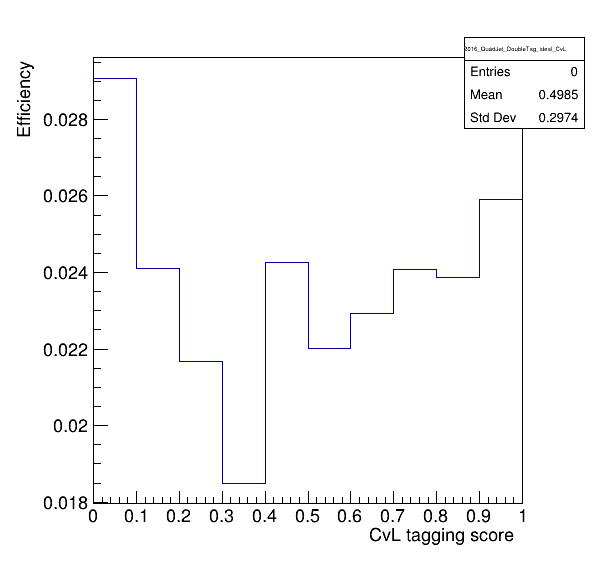 2016_QuadJet_DoubleTag_ideal_CvL
Entries 0
Mean 0.4985
Std Dev 0.2974
Efficiency
0.028
0.026
0.024
0.022
0.02
0.018
0 0.1 0.2 0.3 0.4 0.5 0.6 0.7 0.8 0.9 1
CvL tagging score